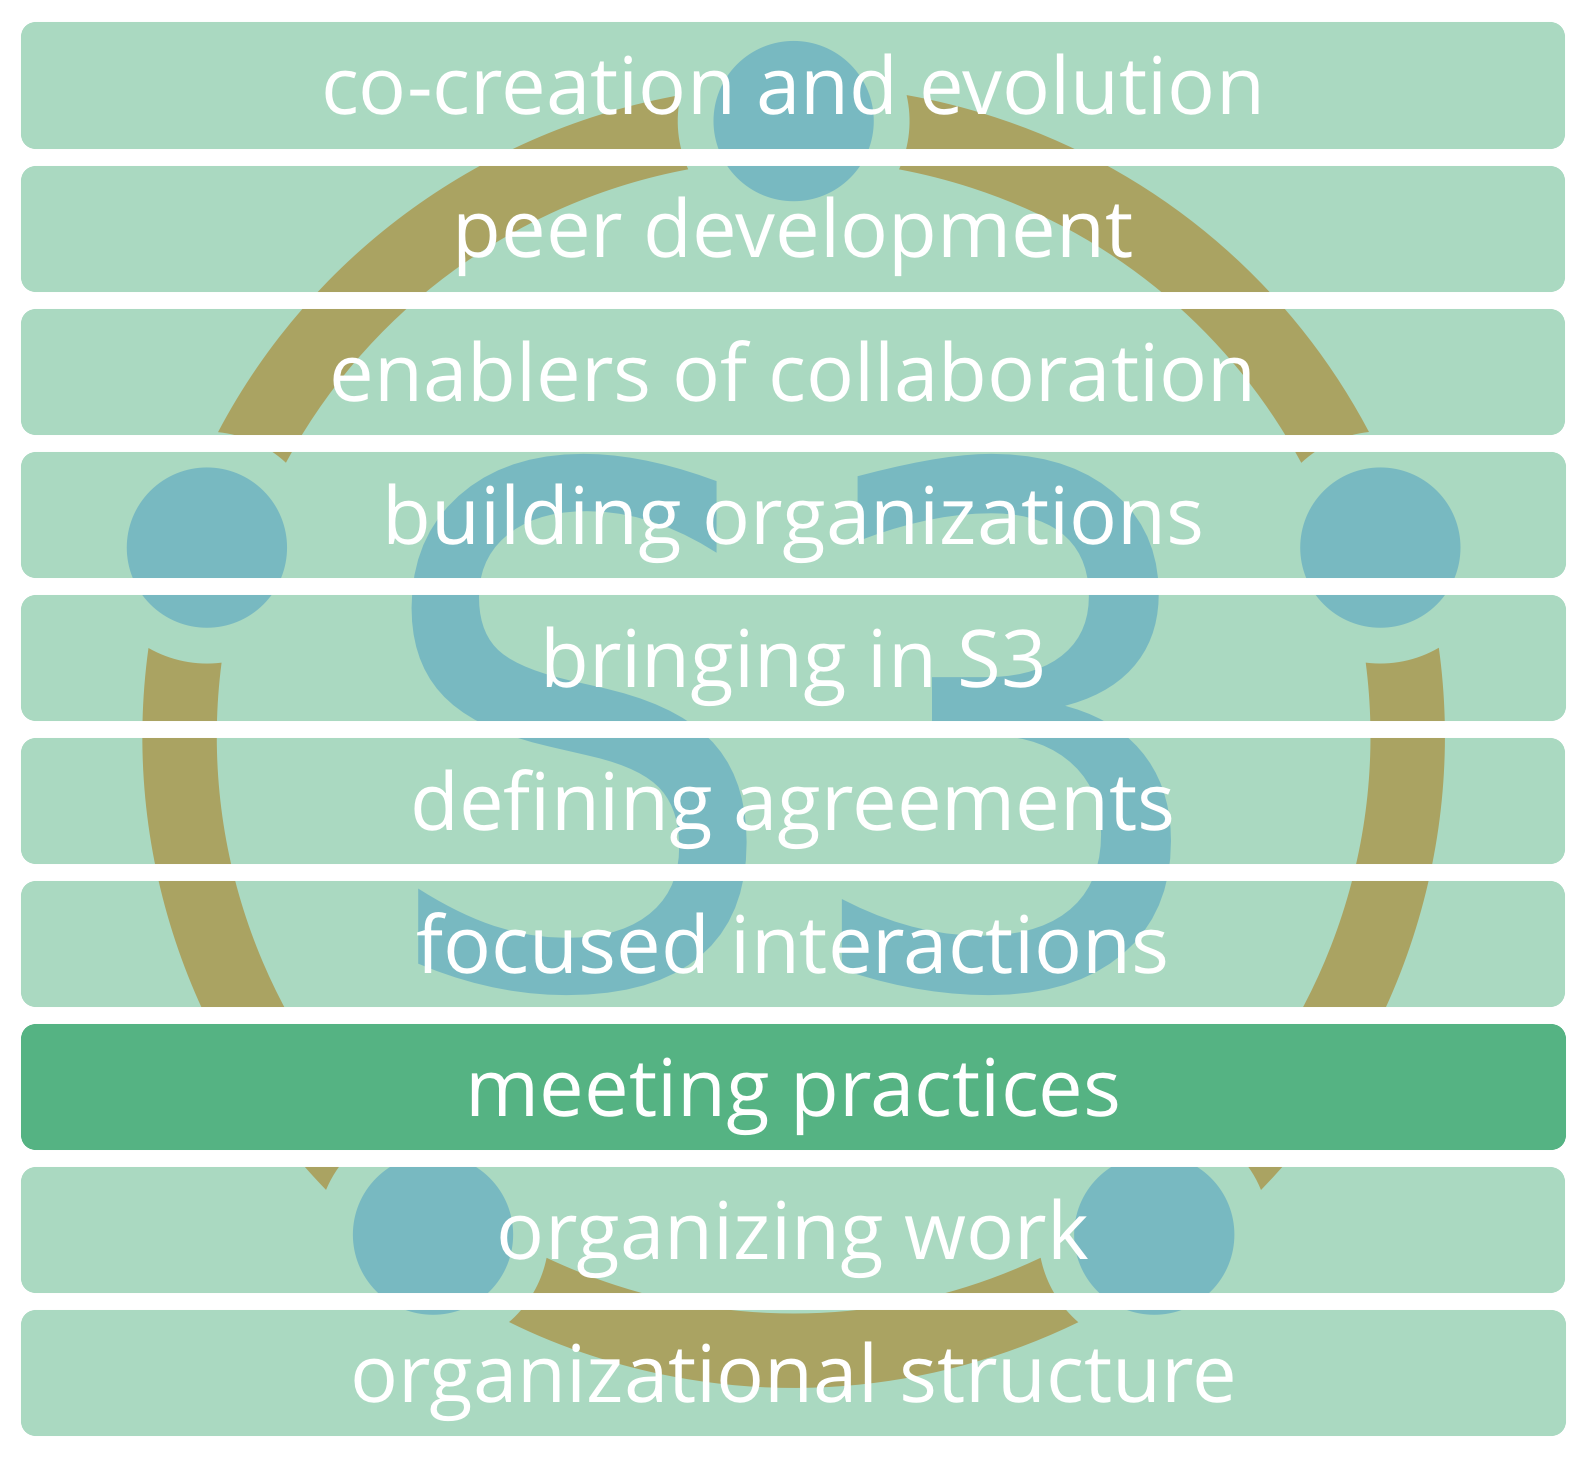 co-creation and evolution
peer development
enablers of collaboration
building organizations
bringing in S3
defining agreements
focused interactions
meeting practices
organizing work
organizational structure
S3